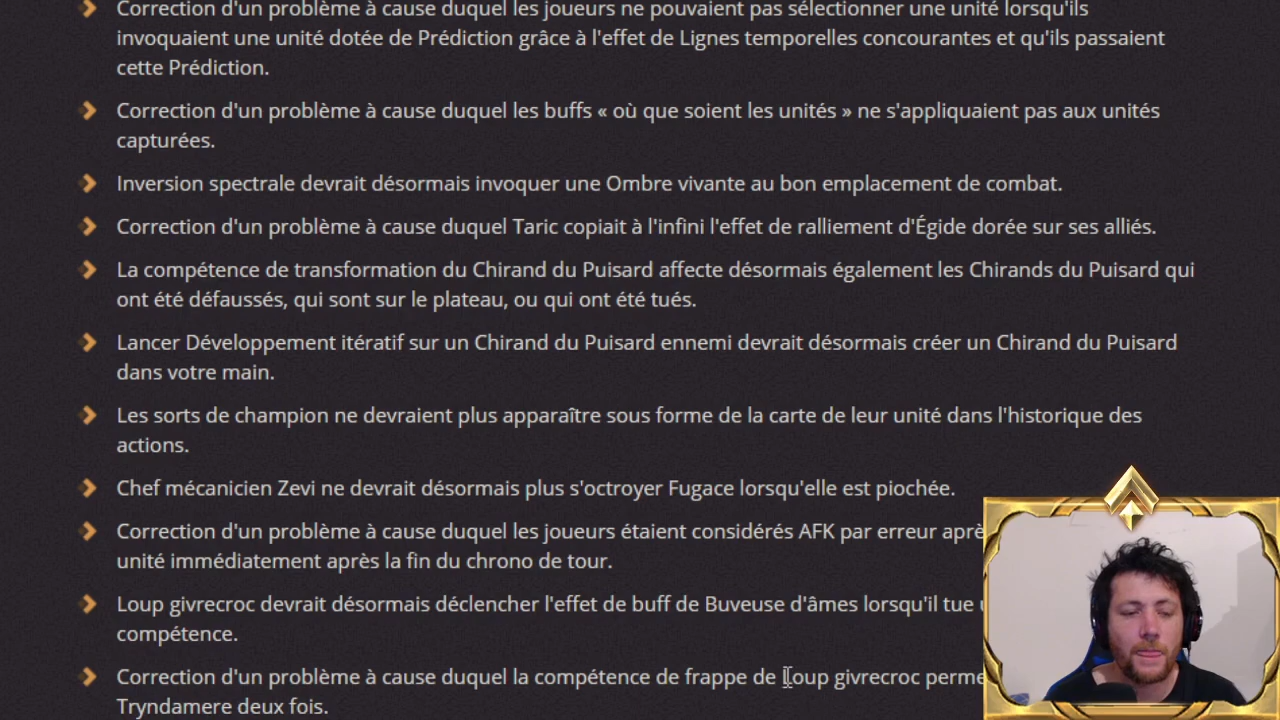 Correction d'un problème à cause duquel les joueurs ne pouvaient pas sélectionner une unité lorsqu'ils
invoquaient une unité dotée de Prédiction grâce à l'effet de Lignes temporelles concourantes et qu'ils passaient
cette Prédiction.
Correction d'un problème à cause duquel les buffs « où que soient les unités » ne s'appliquaient pas aux unités
capturées.
Inversion spectrale devrait désormais invoquer une Ombre vivante au bon emplacement de combat.
Correction d'un problème à cause duquel Taric copiait à l'infini l'effet de ralliement d'Égide dorée sur ses alliés.
La compétence de transformation du Chirand du Puisard affecte désormais également les Chirands du Puisard qui
ont été défaussés, qui sont sur le plateau, ou qui ont été tués.
Lancer Développement itératif sur un Chirand du Puisard ennemi devrait désormais créer un Chirand du Puisard
dans votre main.
Les sorts de champion ne devraient plus apparaître sous forme de la carte de leur unité dans l'historique des
actions.
Chef mécanicien Zevi ne devrait désormais plus s'octroyer Fugace lorsqu'elle est piochée.
Correction d'un problème à cause duquel les joueurs étaient considérés AFK par erreur
unité immédiatement après la fin du chrono de tour.
Loup givrecroc devrait désormais déclencher l'effet de buff de Buveuse d'âmes lorsqu'il tue
compétence.
Correction d'un problème à cause duquel la compétence de frappe de Loup givrecroc
Tryndamere deux fois.